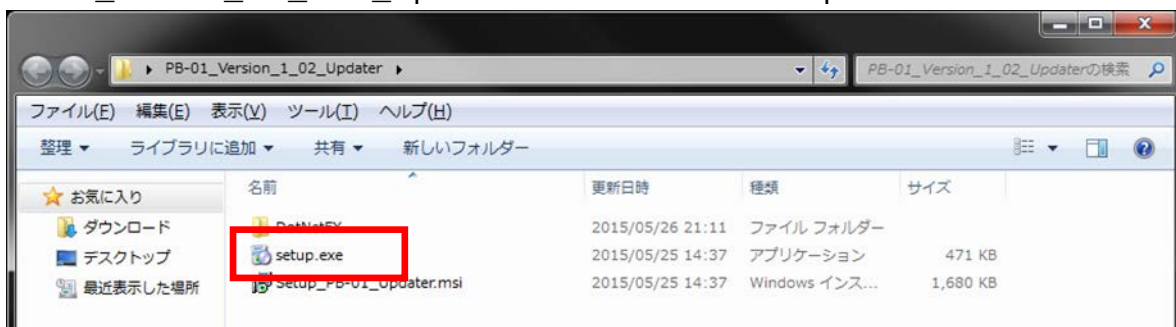 PB-01_Version_1_02_Updater
PB-01_Version_1_02_Updaterの検索
ファイル(F) 編集(E) 表示(V) ツール(T) ヘルプ(H)
整理 ライブラリに追加 共有 新しいフォルダー
名前 更新日時 種類 サイズ
お気に入り
ダウンロード
デスクトップ
最近表示した場所
DotNetFX 2015/05/26 21:11 ファイル フォルダー
setup.exe 2015/05/25 14:37 アプリケーション 471 KB
Setup_PB-01_Updater.msi 2015/05/25 14:37 Windows インス... 1,680 KB